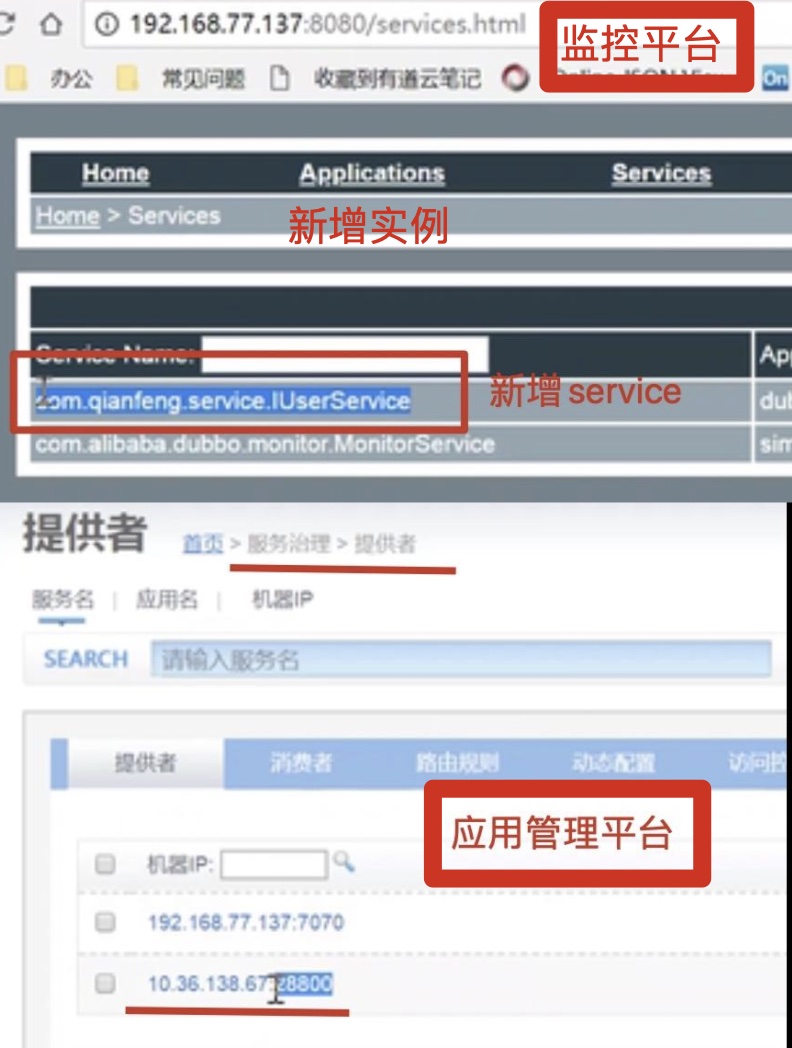 192.168.77.137:8080/services.html
监控平台
办公 常见问题 收藏到有道云笔记 On
Home Applications Services
Home > Services
新增实例
Service Name: App
com.qianfeng.service.IUserService dub
新增 service
com.alibaba.dubbo.monitor.MonitorService sim
提供者 首页 > 服务治理 > 提供者
服务名 | 应用名 | 机器IP
SEARCH 请输入服务名
提供者 消费者 路由规则 动态配置 访问控
应用管理平台
机器IP:
192.168.77.137:7070
10.36.138.67:28800